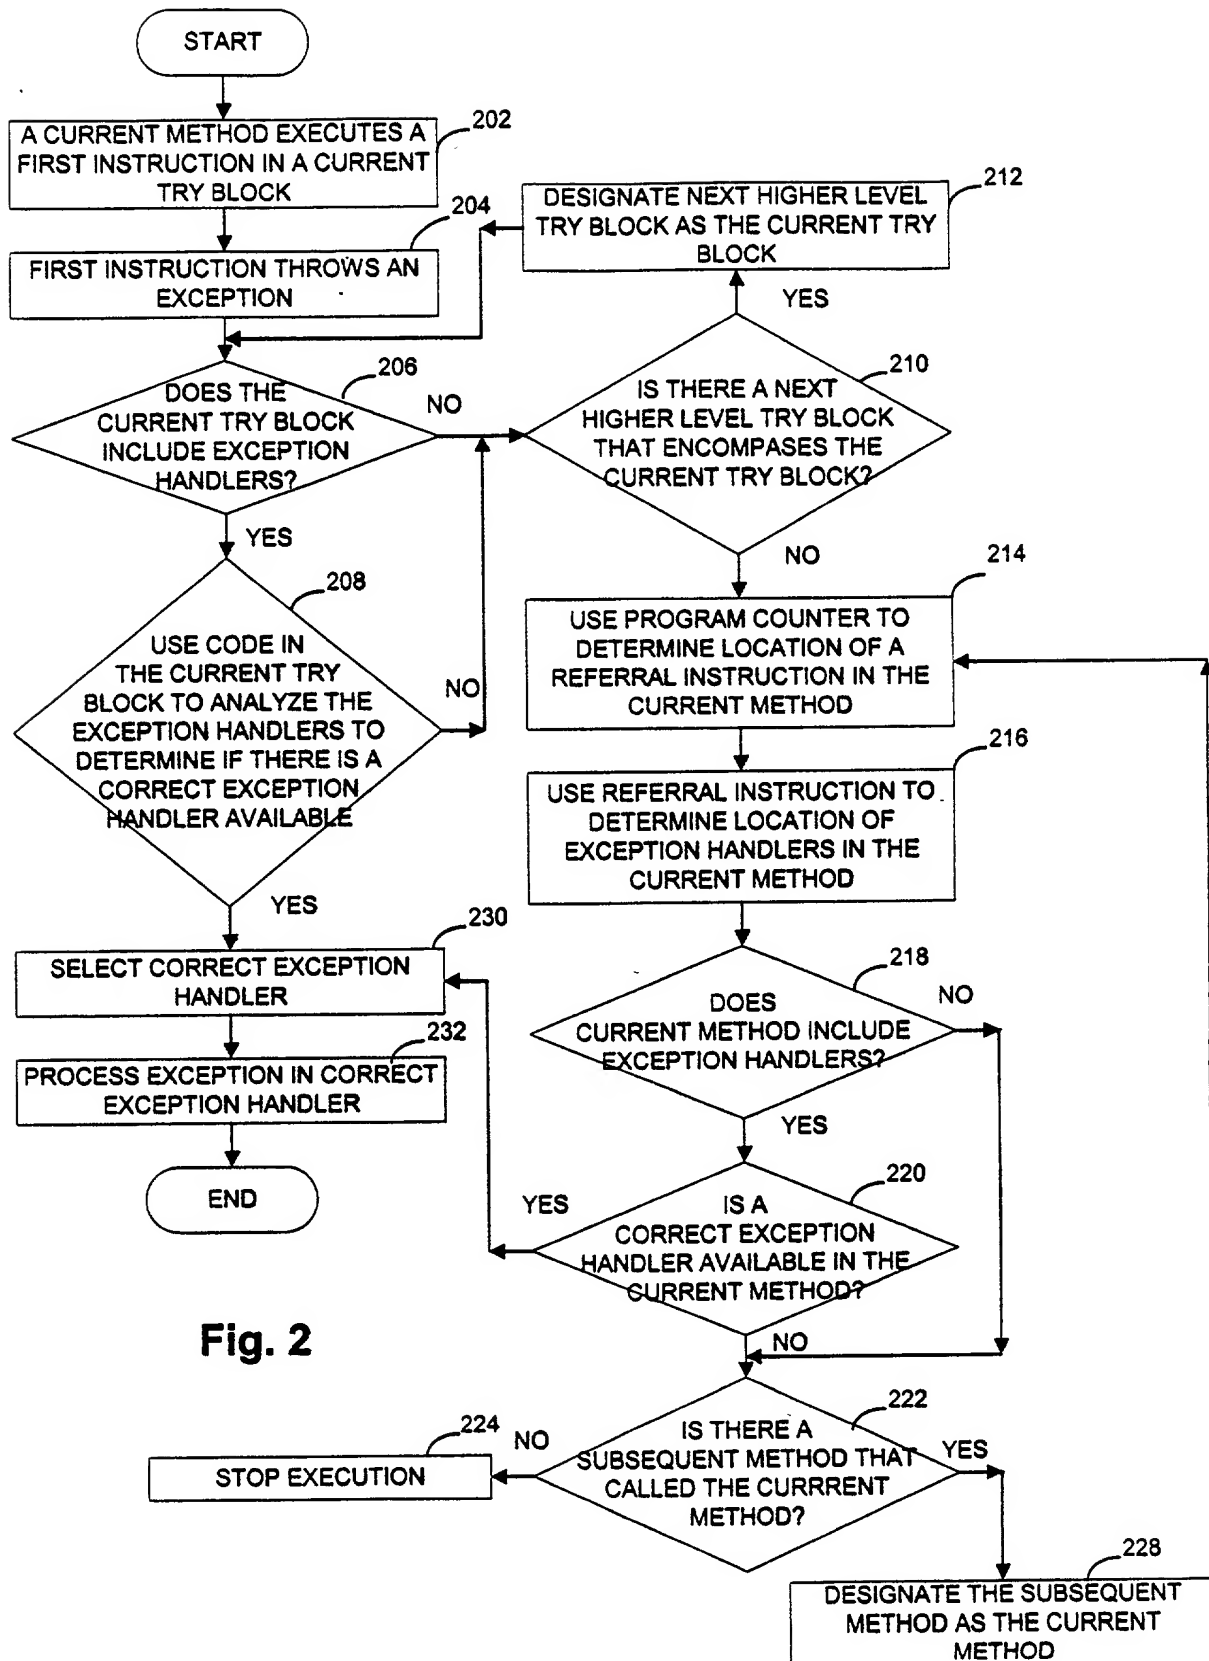 START
202
A CURRENT METHOD EXECUTES A
FIRST INSTRUCTION IN A CURRENT
TRY BLOCK
204
FIRST INSTRUCTION THROWS AN
EXCEPTION
206
DOES THE
CURRENT TRY BLOCK
INCLUDE EXCEPTION
HANDLERS?
NO
YES
208
USE CODE IN
THE CURRENT TRY
BLOCK TO ANALYZE THE
EXCEPTION HANDLERS TO
DETERMINE IF THERE IS A
CORRECT EXCEPTION
HANDLER AVAILABLE
NO
YES
230
SELECT CORRECT EXCEPTION
HANDLER
232
PROCESS EXCEPTION IN CORRECT
EXCEPTION HANDLER
END
212
DESIGNATE NEXT HIGHER LEVEL
TRY BLOCK AS THE CURRENT TRY
BLOCK
YES
210
IS THERE A NEXT
HIGHER LEVEL TRY BLOCK
THAT ENCOMPASES THE
CURRENT TRY BLOCK?
NO
214
USE PROGRAM COUNTER TO
DETERMINE LOCATION OF A
REFERRAL INSTRUCTION IN THE
CURRENT METHOD
216
USE REFERRAL INSTRUCTION TO
DETERMINE LOCATION OF
EXCEPTION HANDLERS IN THE
CURRENT METHOD
218
DOES
CURRENT METHOD INCLUDE
EXCEPTION HANDLERS?
NO
YES
220
IS A
CORRECT EXCEPTION
HANDLER AVAILABLE IN THE
CURRENT METHOD?
YES
NO
222
IS THERE A
SUBSEQUENT METHOD THAT
CALLED THE CURRRENT
METHOD?
NO
YES
224
STOP EXECUTION
228
DESIGNATE THE SUBSEQUENT
METHOD AS THE CURRENT
METHOD
Fig. 2